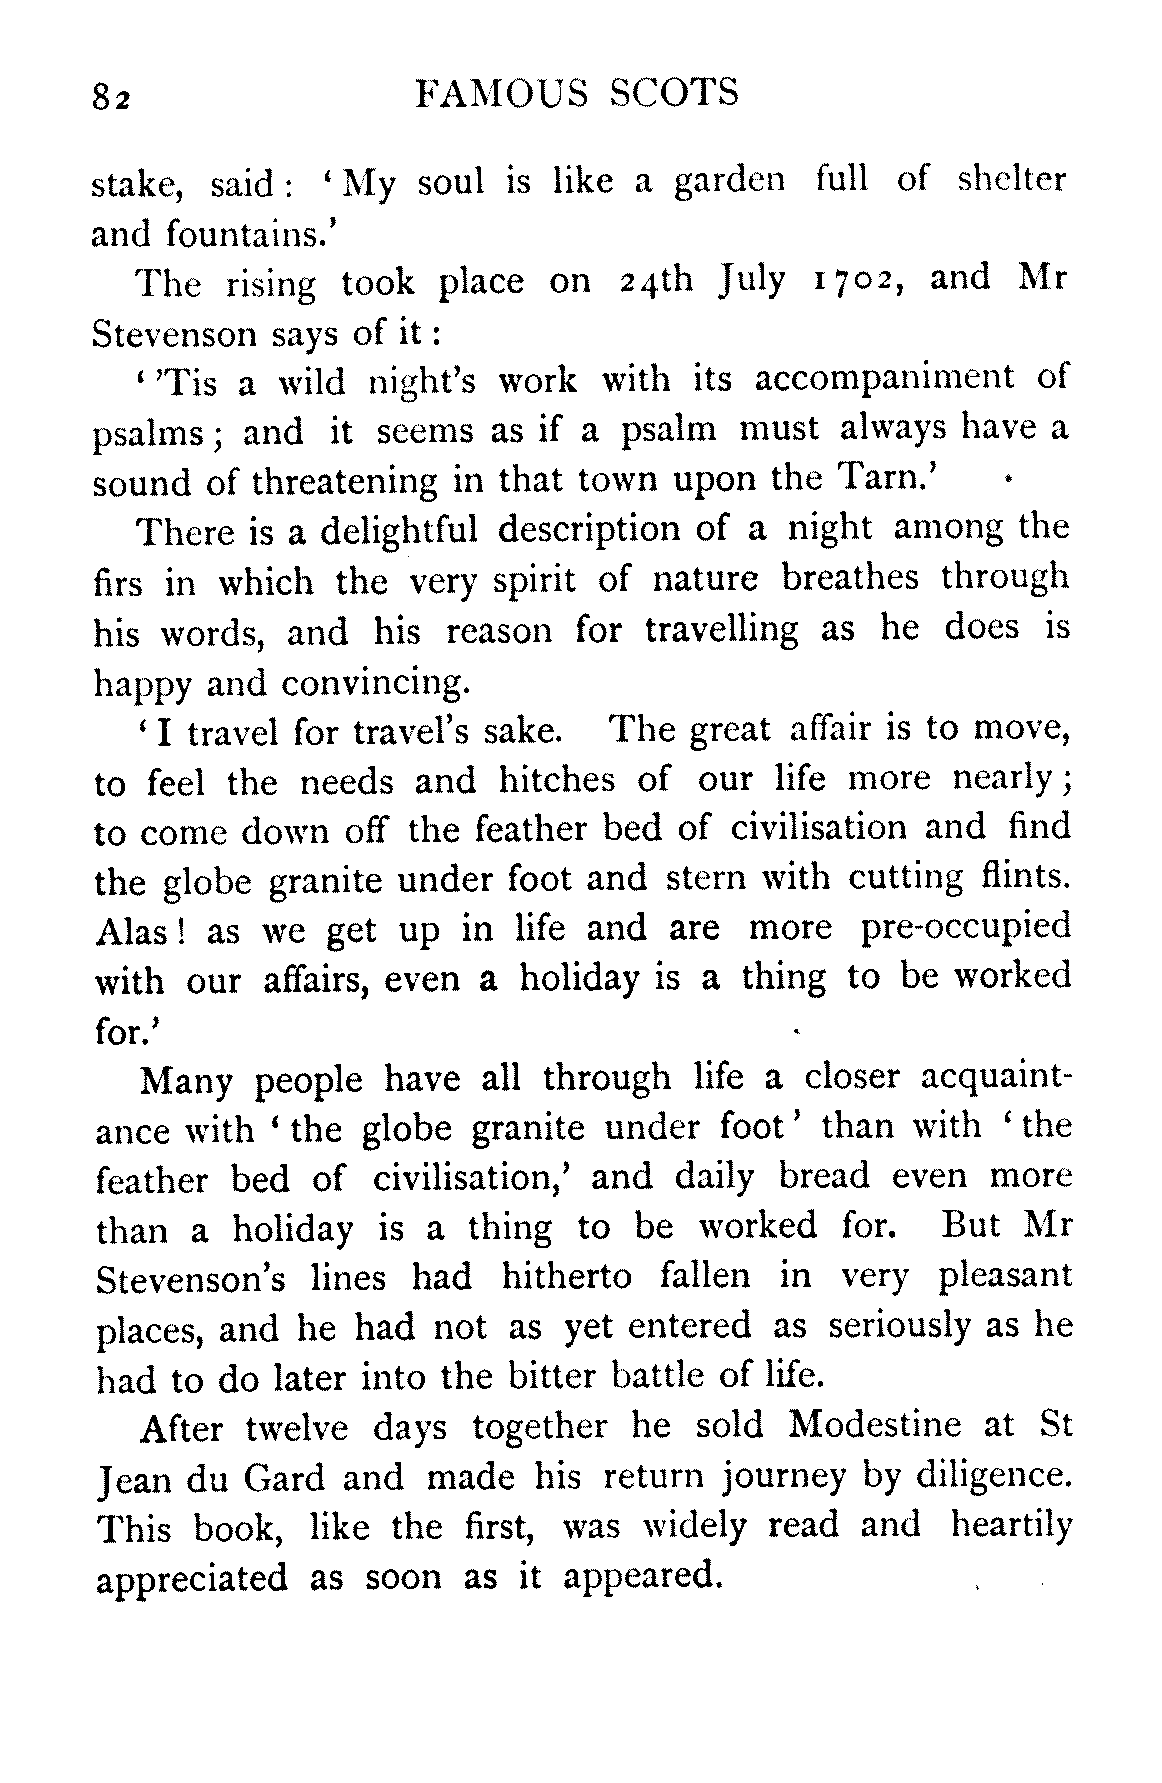 82 FAMOUS SCOTS
stake, said : ‘ My soul is like a garden full of shelter
and fountains.’
The rising took place on 24th July 1702, and Mr
Stevenson says of it :
‘ ’Tis a wild night’s work with its accompaniment of
psalms ; and it seems as if a psalm must always have a
sound of threatening in that town upon the Tarn.’
There is a delightful description of a night among the
firs in which the very spirit of nature breathes through
his words, and his reason for travelling as he does is
happy and convincing.
‘ I travel for travel’s sake. The great affair is to move,
to feel the needs and hitches of our life more nearly ;
to come down off the feather bed of civilisation and find
the globe granite under foot and stern with cutting flints.
Alas ! as we get up in life and are more pre-occupied
with our affairs, even a holiday is a thing to be worked
for.’
Many people have all through life a closer acquaint-
ance with ‘ the globe granite under foot ’ than with ‘ the
feather bed of civilisation,’ and daily bread even more
than a holiday is a thing to be worked for. But Mr
Stevenson’s lines had hitherto fallen in very pleasant
places, and he had not as yet entered as seriously as he
had to do later into the bitter battle of life.
After twelve days together he sold Modestine at St
Jean du Gard and made his return journey by diligence.
This book, like the first, was widely read and heartily
appreciated as soon as it appeared.